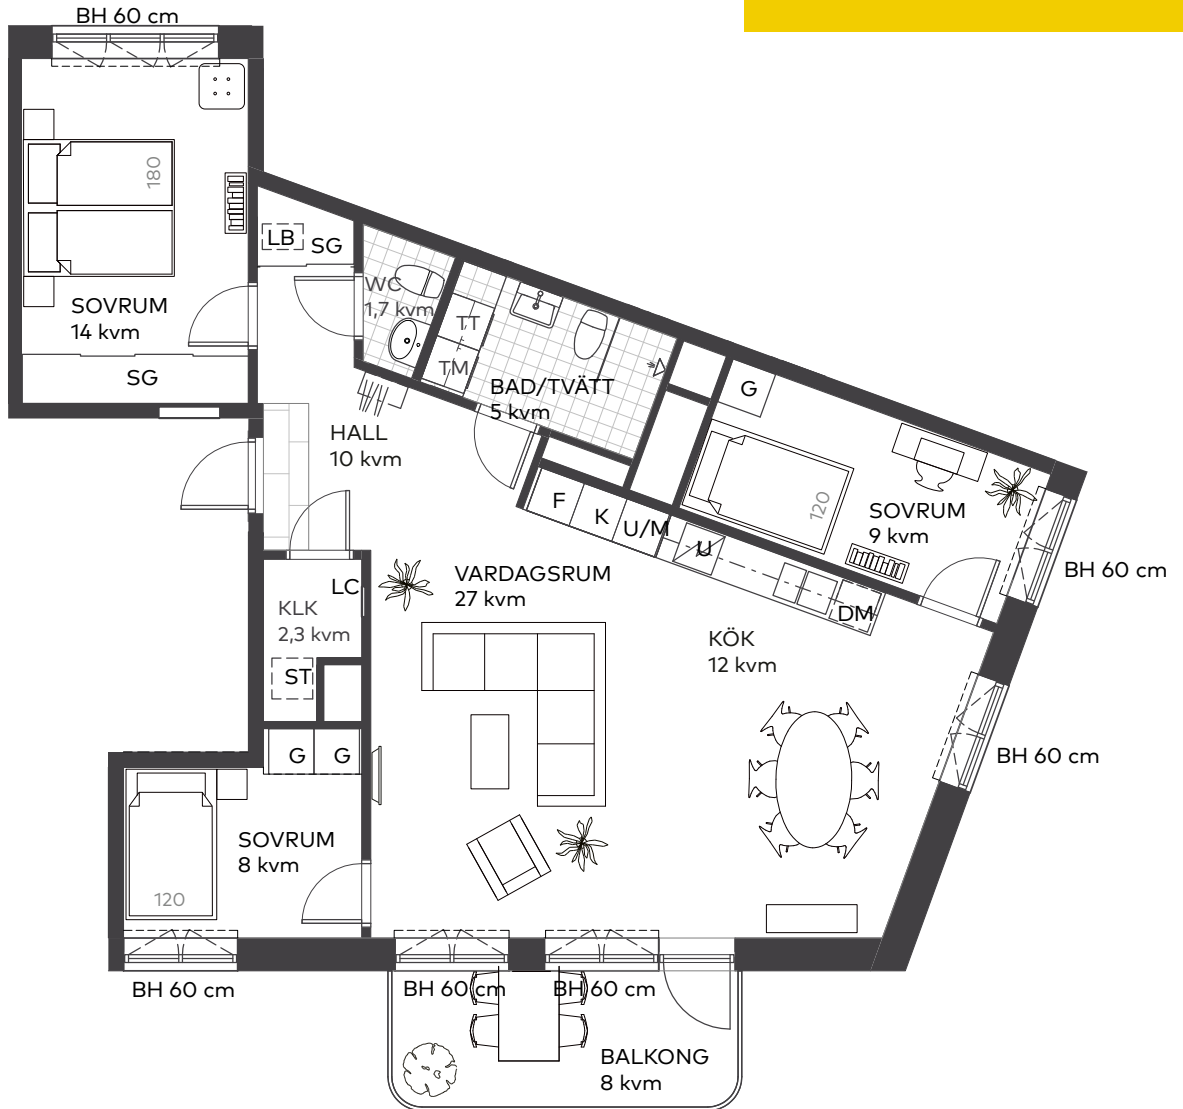 BH 60 cm
180
LB
SG
WC
1,7 kvm
SOVRUM
14 kvm
SG
TT
TM
BAD/TVÄTT
5 kvm
G
HALL
10 kvm
F
K
U/M
U
DM
120
SOVRUM
9 kvm
BH 60 cm
VARDAGSRUM
27 kvm
LC
KLK
2,3 kvm
ST
KÖK
12 kvm
G
G
BH 60 cm
SOVRUM
8 kvm
120
BH 60 cm
BH 60 cm
BH 60 cm
BALKONG
8 kvm